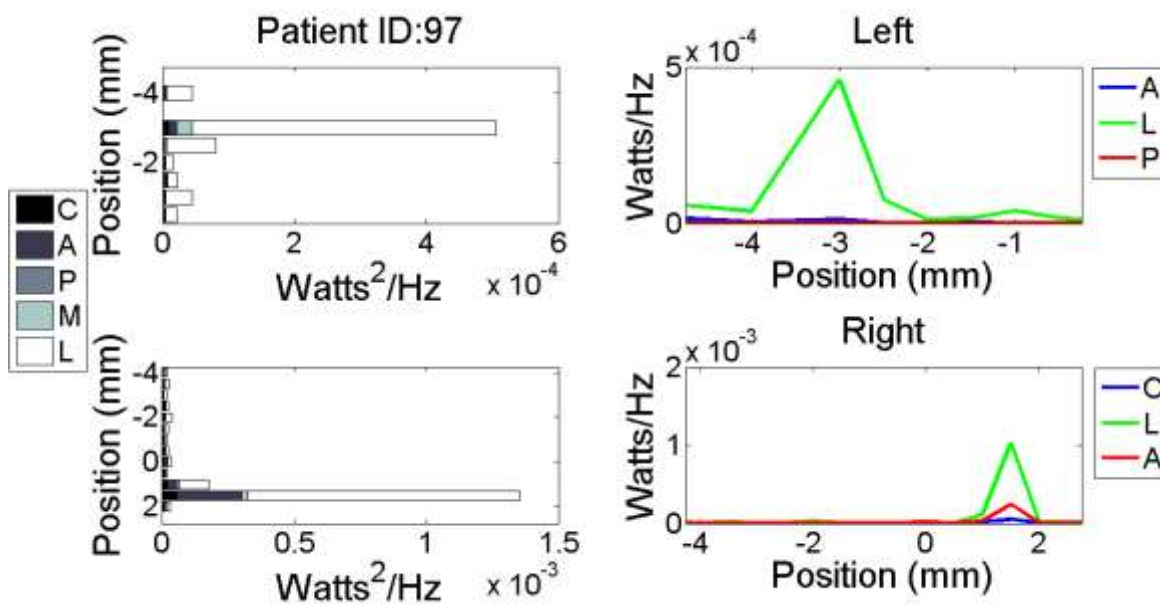 Patient ID:97
Position (mm)
-4
-2
0 2 4 6
Watts²/Hz x 10⁻⁴
C
A
P
M
L
Left
x 10⁻⁴
Watts/Hz
5
0
-4 -3 -2 -1
Position (mm)
A
L
P
Position (mm)
-4
-2
0
2
0 0.5 1 1.5
Watts²/Hz x 10⁻³
Right
x 10⁻³
Watts/Hz
2
1
0
-4 -2 0 2
Position (mm)
C
L
A